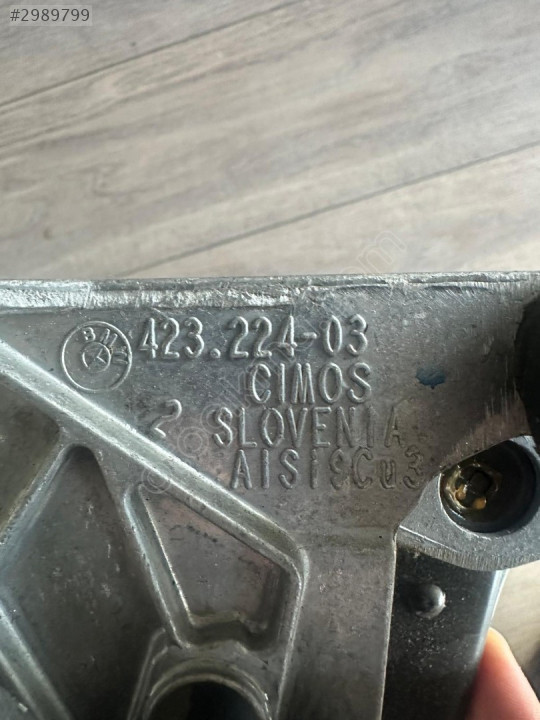 #2989799
BMW
423.224-03
CIMOS
2 SLOVENIA
AlSi9Cu3